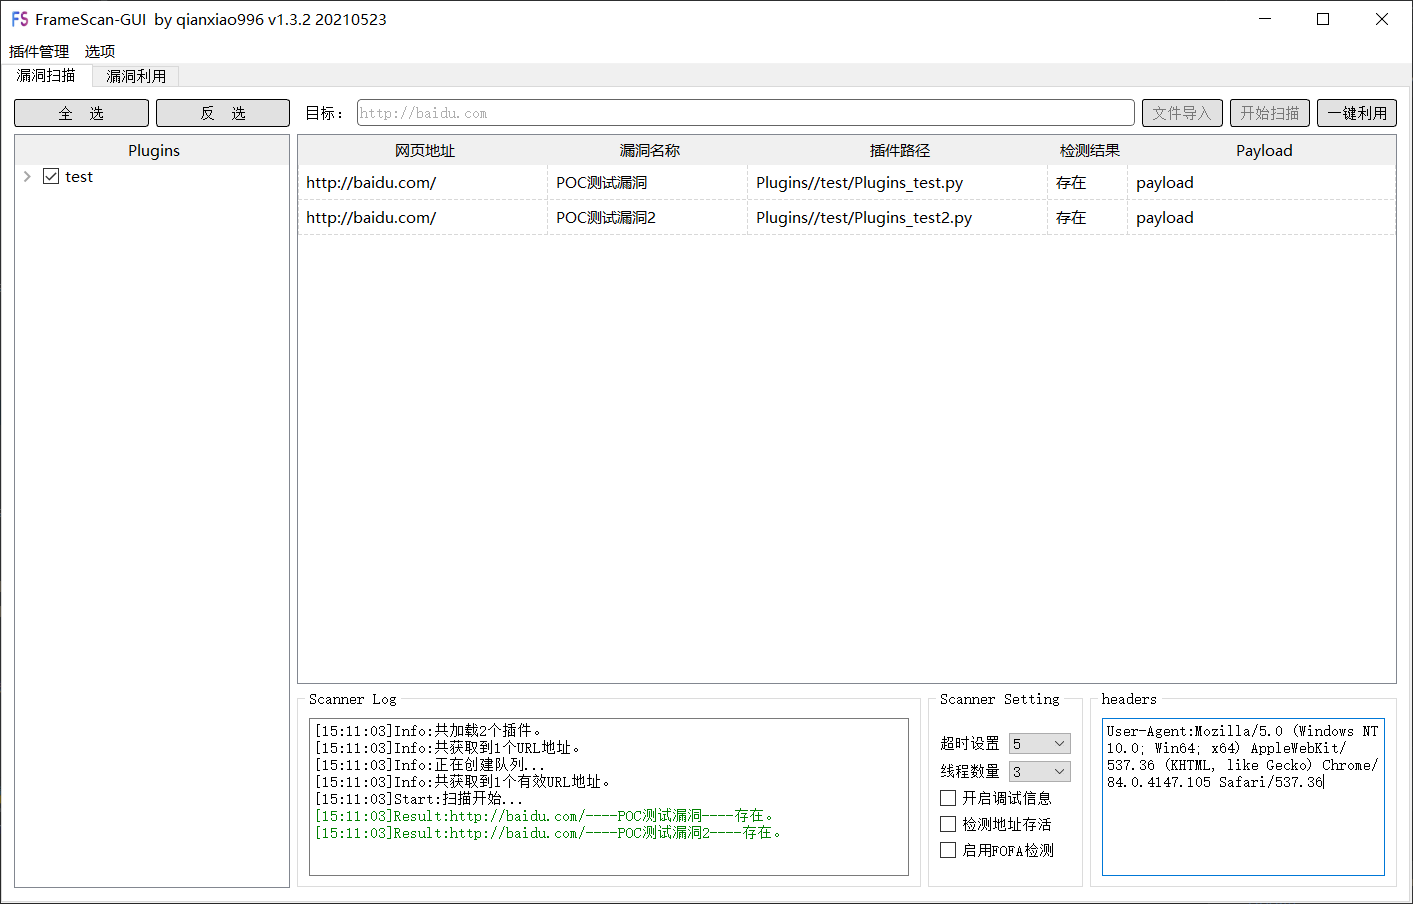 FS FrameScan-GUI by qianxiao996 v1.3.2 20210523
插件管理 选项
漏洞扫描 漏洞利用
全 选 反 选 目标： http://baidu.com 文件导入 开始扫描 一键利用
Plugins
test
网页地址 漏洞名称 插件路径 检测结果 Payload
http://baidu.com/ POC测试漏洞 Plugins//test/Plugins_test.py 存在 payload
http://baidu.com/ POC测试漏洞2 Plugins//test/Plugins_test2.py 存在 payload
Scanner Log
[15:11:03]Info:共加载2个插件。
[15:11:03]Info:共获取到1个URL地址。
[15:11:03]Info:正在创建队列...
[15:11:03]Info:共获取到1个有效URL地址。
[15:11:03]Start:扫描开始...
[15:11:03]Result:http://baidu.com/----POC测试漏洞----存在。
[15:11:03]Result:http://baidu.com/----POC测试漏洞2----存在。
Scanner Setting
超时设置 5
线程数量 3
开启调试信息
检测地址存活
启用FOFA检测
headers
User-Agent:Mozilla/5.0 (Windows NT
10.0; Win64; x64) AppleWebKit/
537.36 (KHTML, like Gecko) Chrome/
84.0.4147.105 Safari/537.36